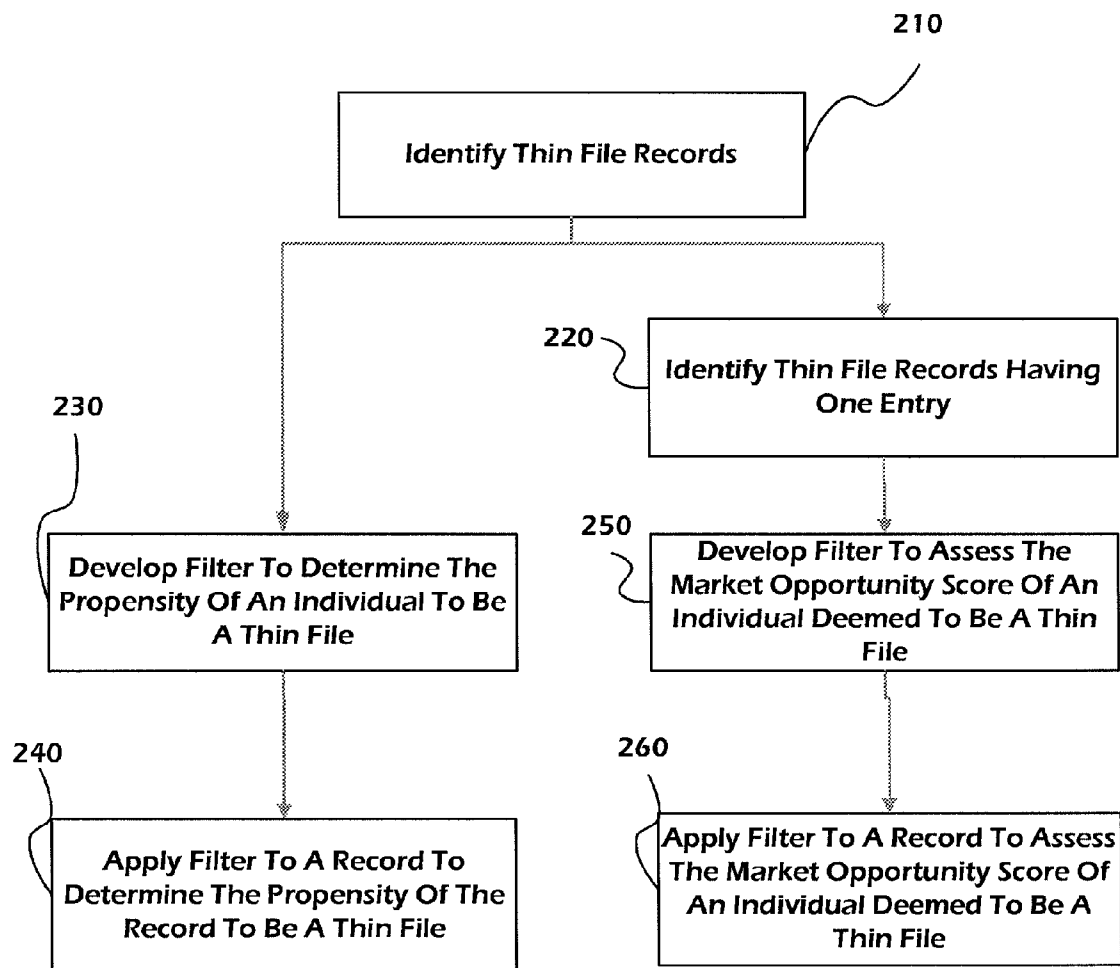 210
Identify Thin File Records
220
Identify Thin File Records Having
One Entry
230
Develop Filter To Determine The
Propensity Of An Individual To Be
A Thin File
250
Develop Filter To Assess The
Market Opportunity Score Of An
Individual Deemed To Be A Thin
File
240
Apply Filter To A Record To
Determine The Propensity Of The
Record To Be A Thin File
260
Apply Filter To A Record To Assess
The Market Opportunity Score Of
An Individual Deemed To Be A
Thin File